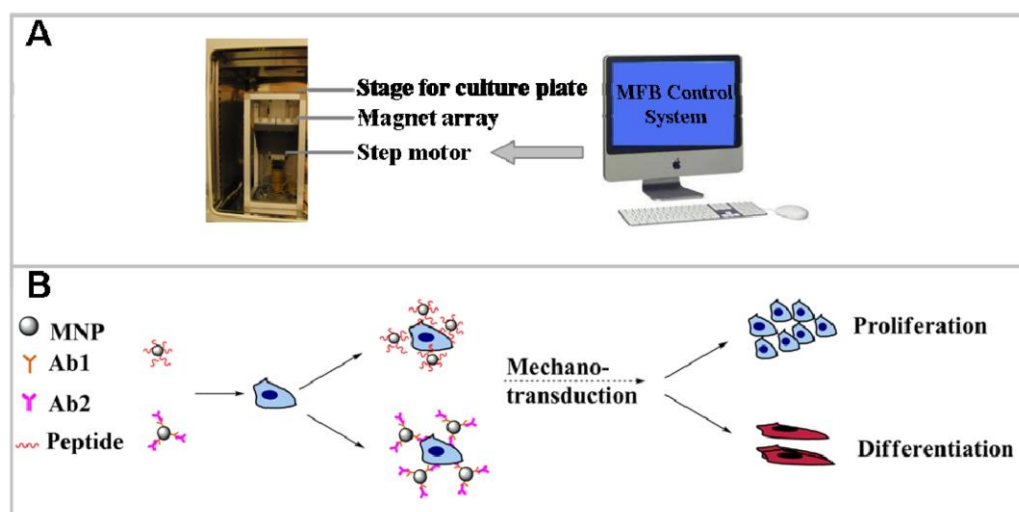 A
Stage for culture plate
Magnet array
Step motor
MFB Control
System
B
MNP
Ab1
Ab2
Peptide
Mechano-
transduction
Proliferation
Differentiation